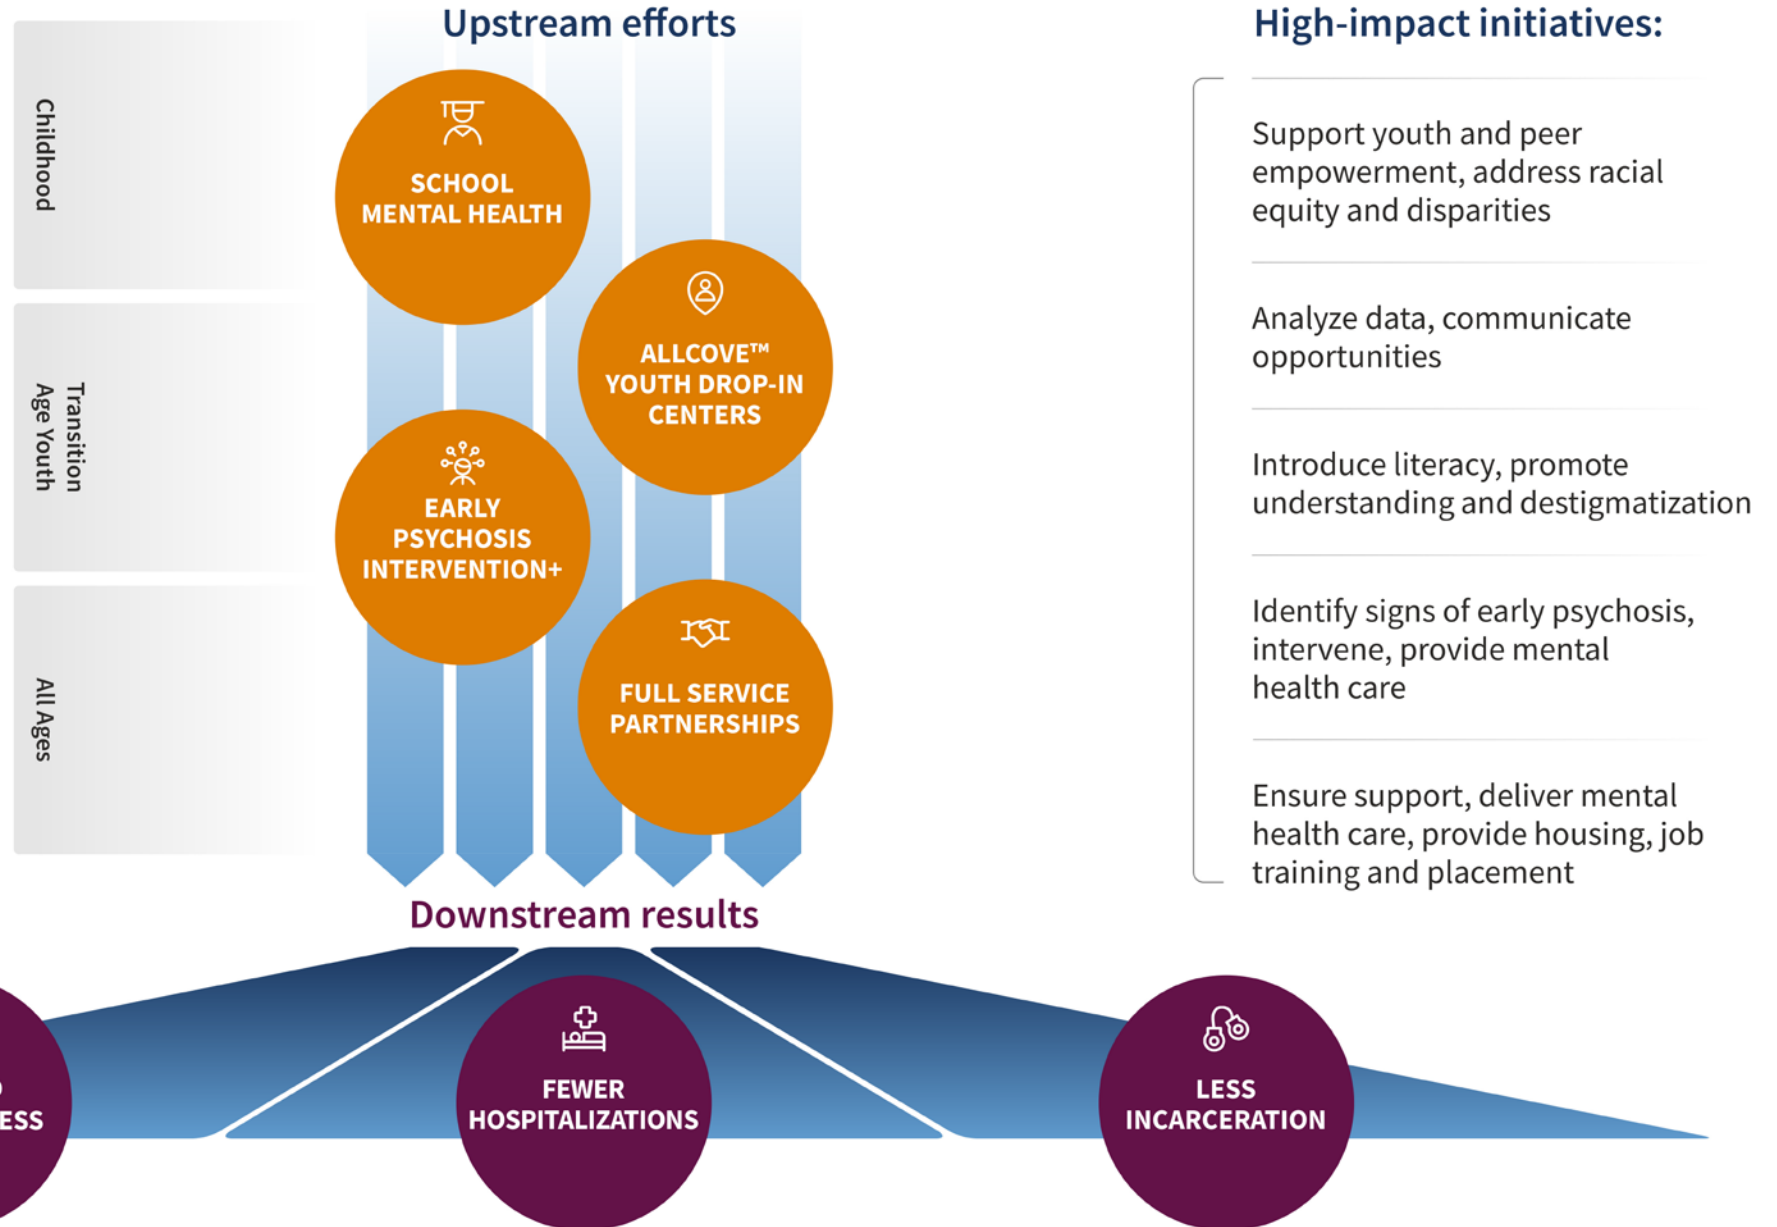 Upstream efforts
Childhood
Transition
Age Youth
All Ages
SCHOOL
MENTAL HEALTH
ALLCOVE™
YOUTH DROP-IN
CENTERS
EARLY
PSYCHOSIS
INTERVENTION+
FULL SERVICE
PARTNERSHIPS
High-impact initiatives:
Support youth and peer
empowerment, address racial
equity and disparities
Analyze data, communicate
opportunities
Introduce literacy, promote
understanding and destigmatization
Identify signs of early psychosis,
intervene, provide mental
health care
Ensure support, deliver mental
health care, provide housing, job
training and placement
Downstream results
ESS
FEWER
HOSPITALIZATIONS
LESS
INCARCERATION